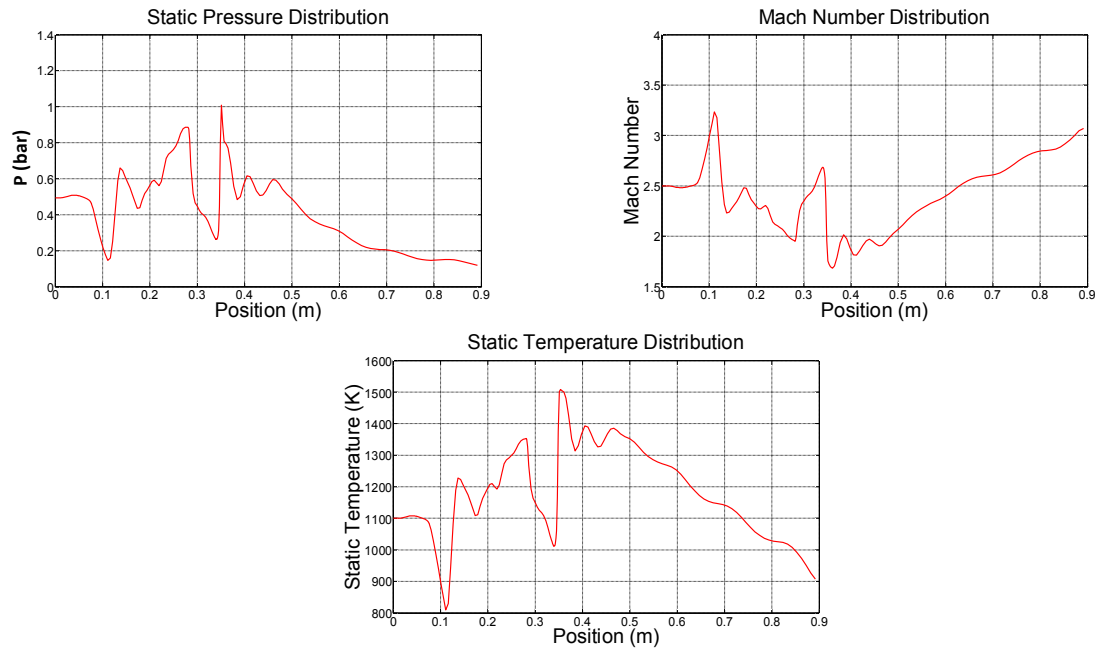 Static Pressure Distribution
1.4
1.2
1
0.8
0.6
0.4
0.2
0
P (bar)
0 0.1 0.2 0.3 0.4 0.5 0.6 0.7 0.8 0.9
Position (m)
Mach Number Distribution
4
3.5
3
2.5
2
1.5
Mach Number
0 0.1 0.2 0.3 0.4 0.5 0.6 0.7 0.8 0.9
Position (m)
Static Temperature Distribution
1600
1500
1400
1300
1200
1100
1000
900
800
Static Temperature (K)
0 0.1 0.2 0.3 0.4 0.5 0.6 0.7 0.8 0.9
Position (m)